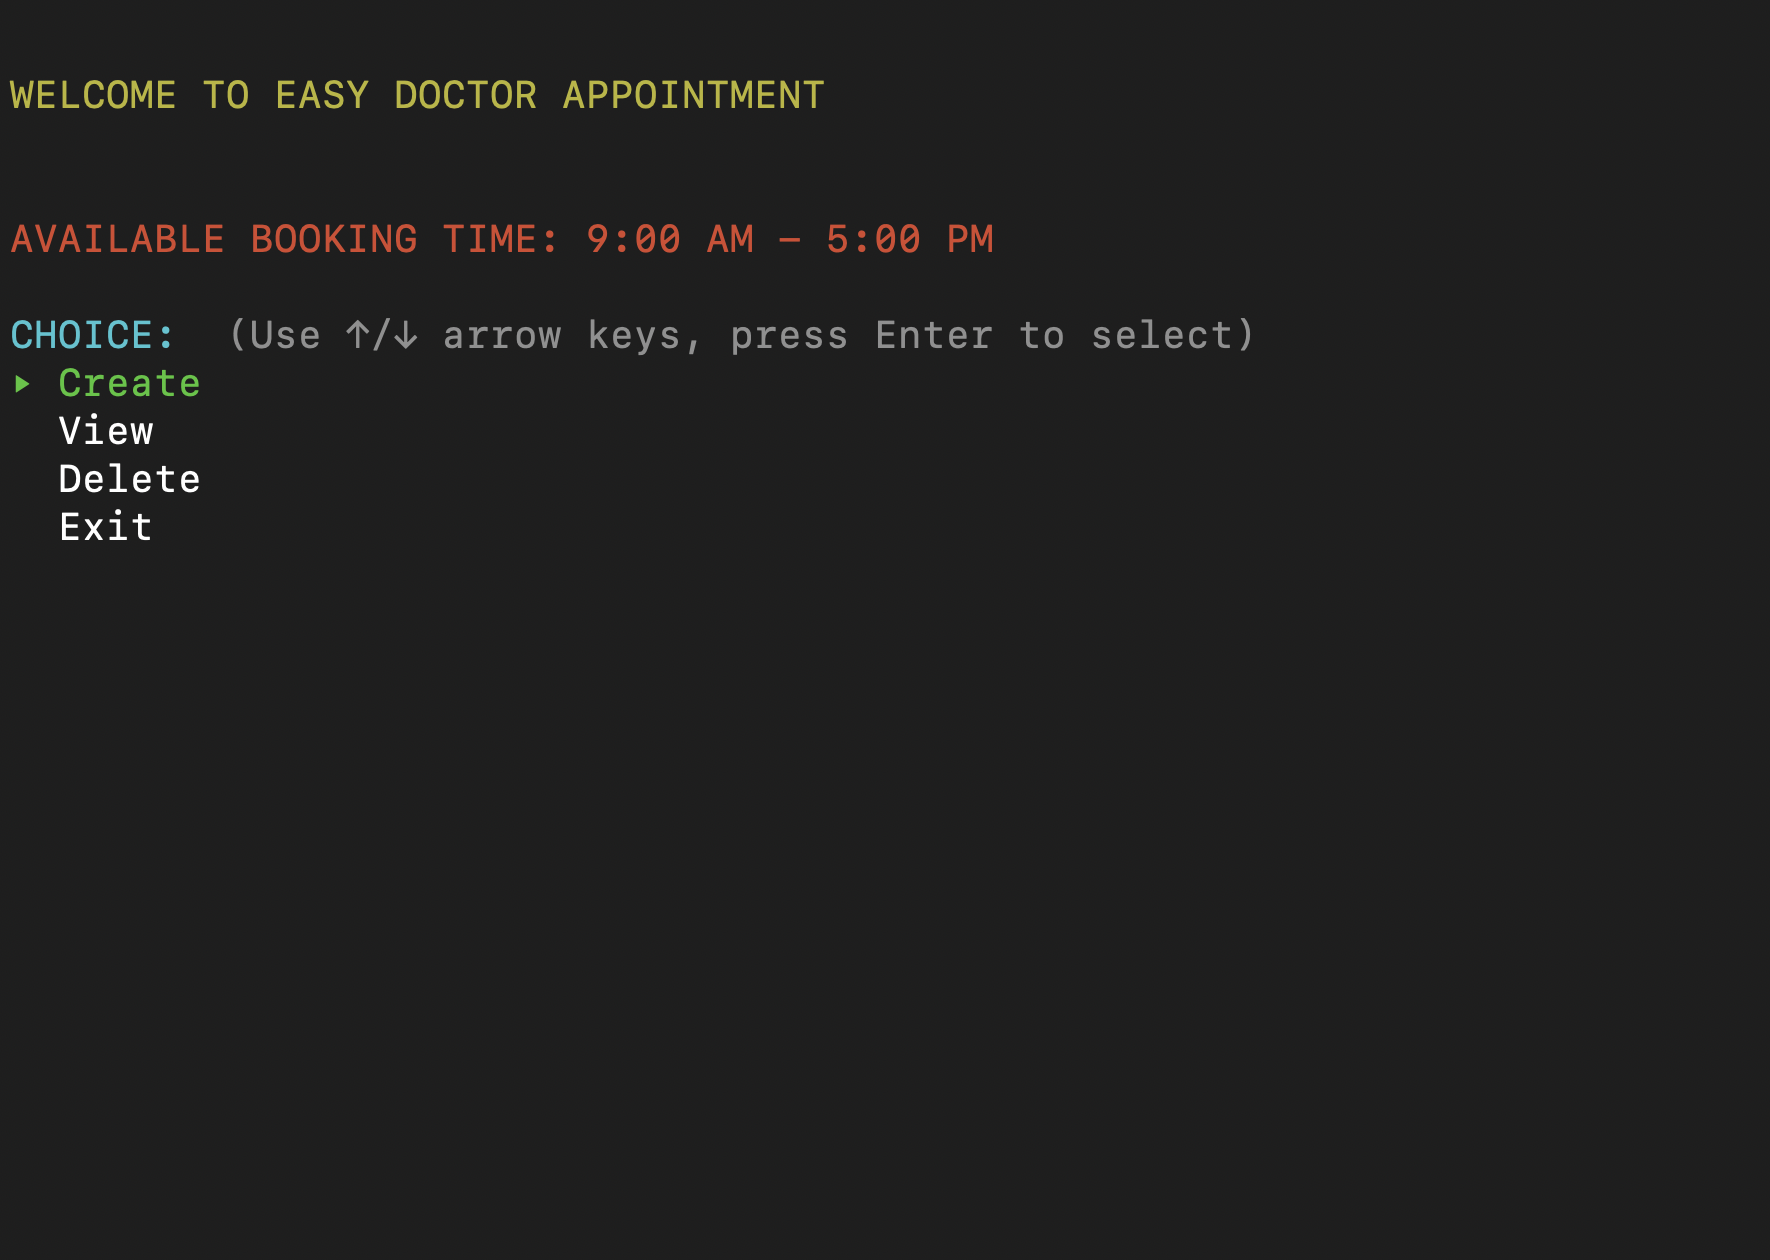 WELCOME TO EASY DOCTOR APPOINTMENT
AVAILABLE BOOKING TIME: 9:00 AM – 5:00 PM
CHOICE:  (Use ↑/↓ arrow keys, press Enter to select)
‣ Create
View
Delete
Exit